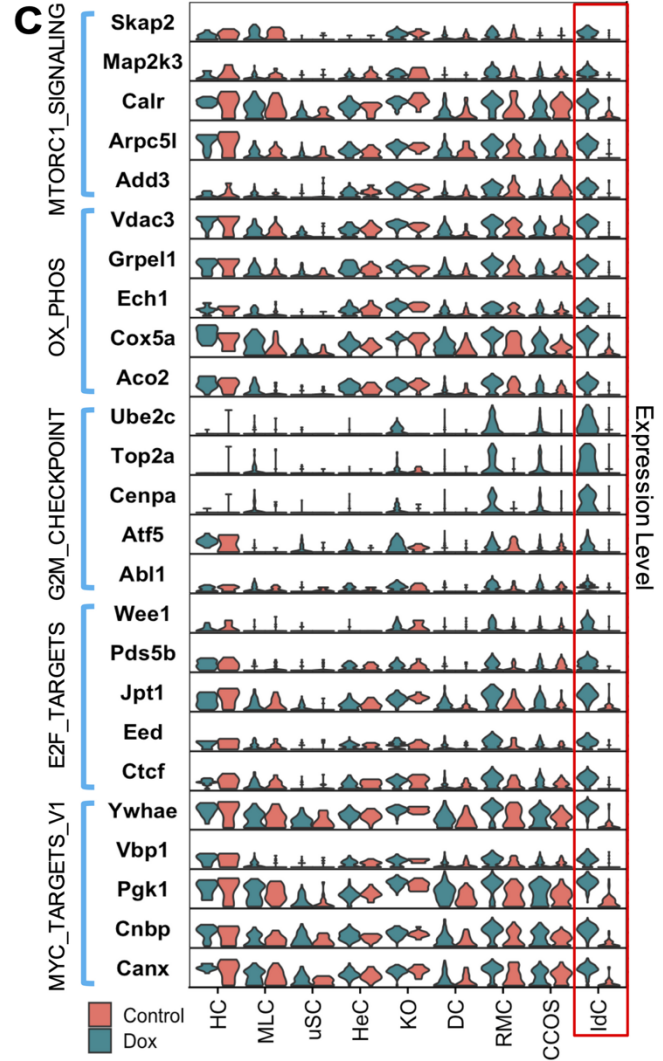 C
MTORC1_SIGNALING
Skap2
Map2k3
Calr
Arpc5l
Add3
OX_PHOS
Vdac3
Grpel1
Ech1
Cox5a
Aco2
G2M_CHECKPOINT
Ube2c
Top2a
Cenpa
Atf5
Abl1
E2F_TARGETS
Wee1
Pds5b
Jpt1
Eed
Ctcf
MYC_TARGETS_V1
Ywhae
Vbp1
Pgk1
Cnbp
Canx
Expression Level
HC
MLC
uSC
HeC
KO
DC
RMC
CCOS
IdC
Control
Dox